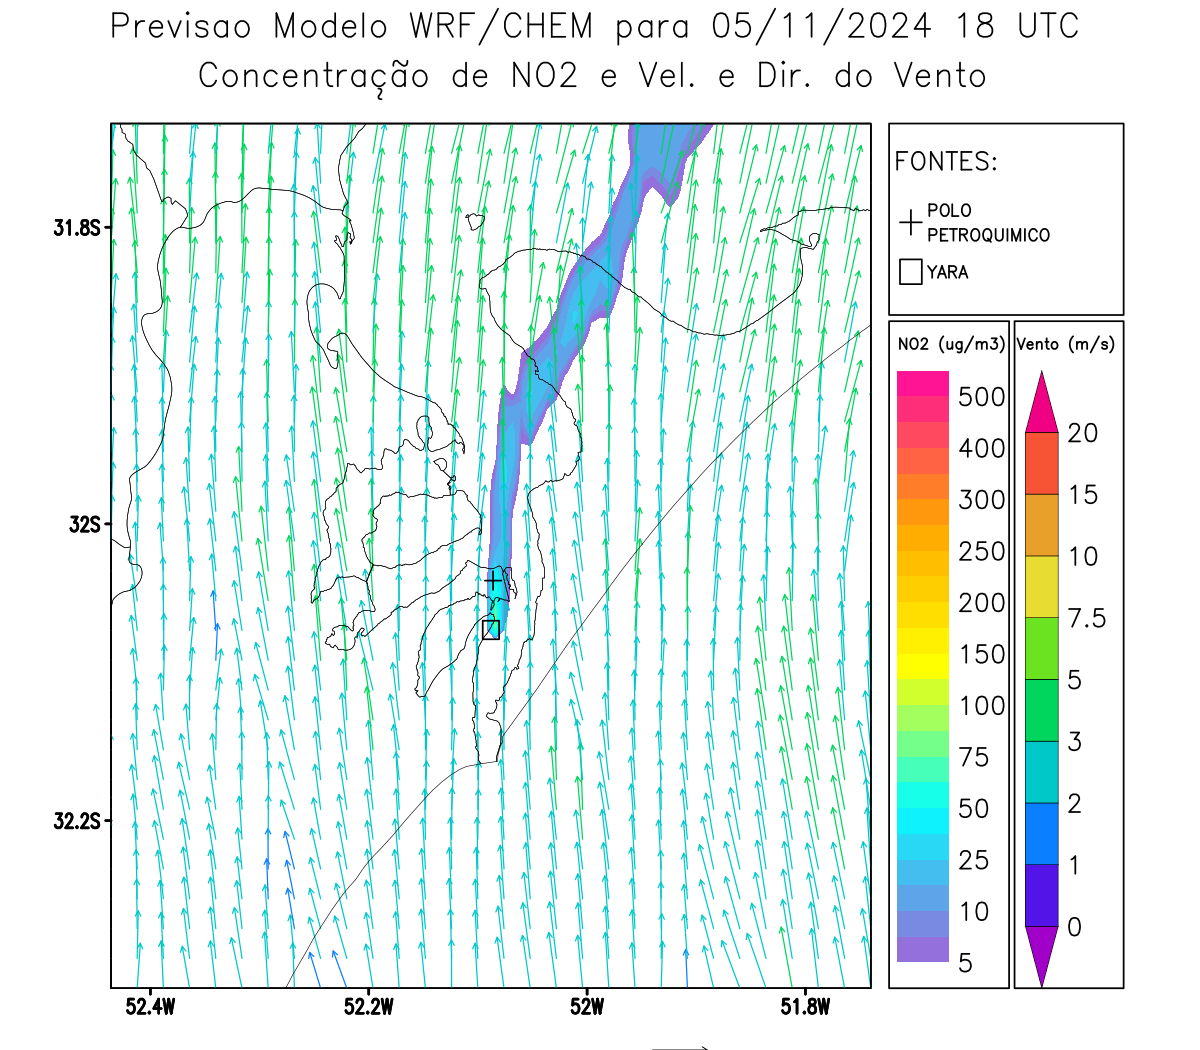 Previsao Modelo WRF/CHEM para 05/11/2024 18 UTC
Concentração de NO2 e Vel. e Dir. do Vento
FONTES:
POLO
PETROQUIMICO
YARA
NO2 (ug/m3)
500
400
300
250
200
150
100
75
50
25
10
5
Vento (m/s)
20
15
10
7.5
5
3
2
1
0
31.8S
32S
32.2S
52.4W
52.2W
52W
51.8W